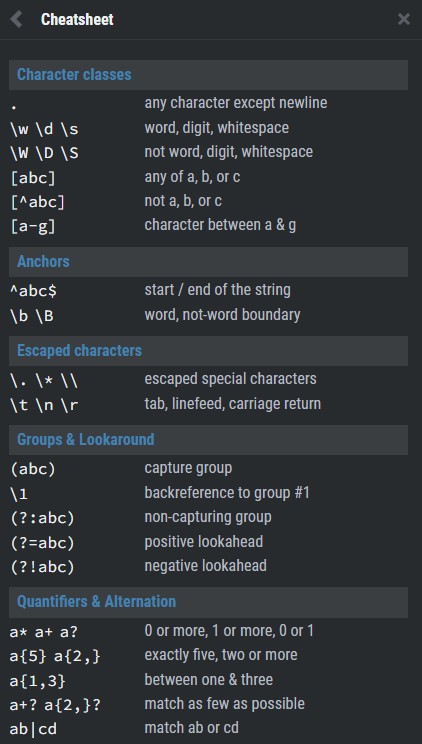 Cheatsheet
Character classes
. any character except newline
\w \d \s word, digit, whitespace
\W \D \S not word, digit, whitespace
[abc] any of a, b, or c
[^abc] not a, b, or c
[a-g] character between a & g
Anchors
^abc$ start / end of the string
\b \B word, not-word boundary
Escaped characters
\. \* \\ escaped special characters
\t \n \r tab, linefeed, carriage return
Groups & Lookaround
(abc) capture group
\1 backreference to group #1
(?:abc) non-capturing group
(?=abc) positive lookahead
(?!abc) negative lookahead
Quantifiers & Alternation
a* a+ a? 0 or more, 1 or more, 0 or 1
a{5} a{2,} exactly five, two or more
a{1,3} between one & three
a+? a{2,}? match as few as possible
ab|cd match ab or cd